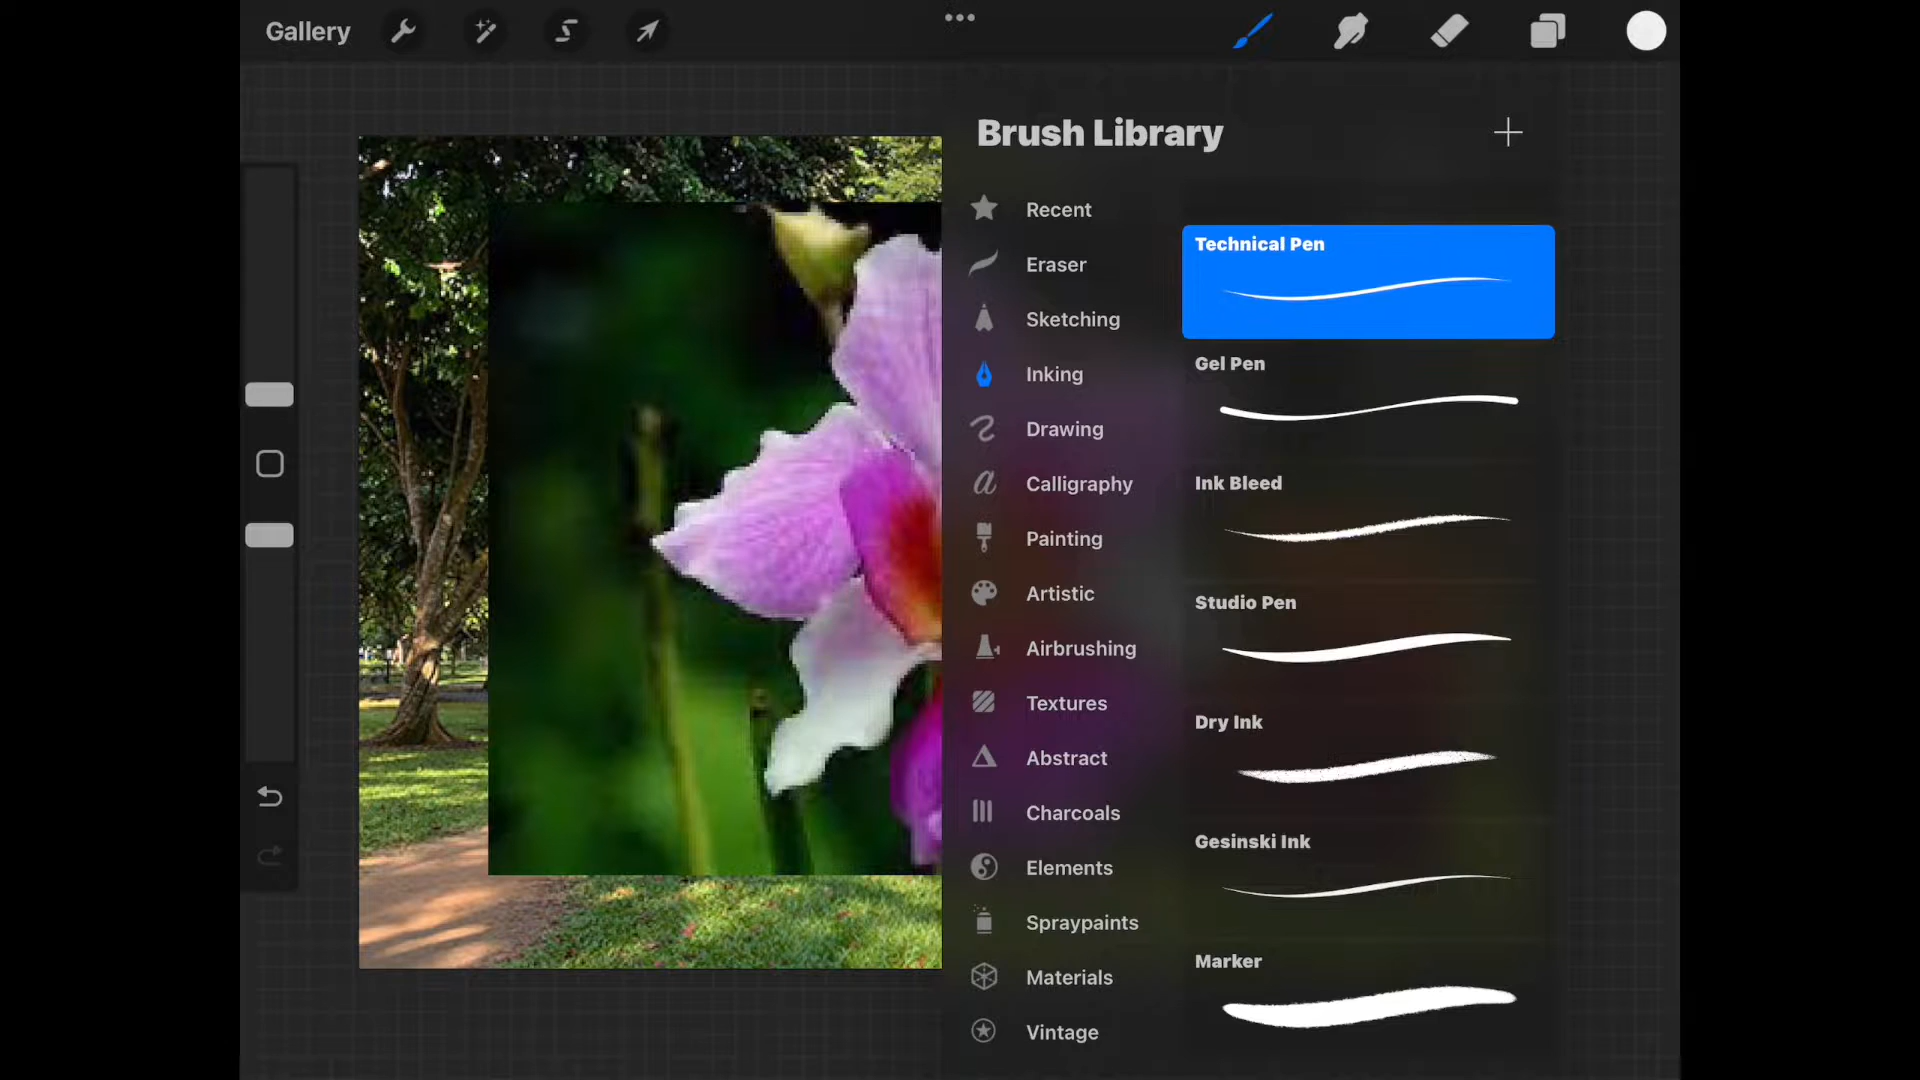 Gallery
Brush Library
Recent
Eraser
Sketching
Inking
Drawing
Calligraphy
Painting
Artistic
Airbrushing
Textures
Abstract
Charcoals
Elements
Spraypaints
Materials
Vintage
Technical Pen
Gel Pen
Ink Bleed
Studio Pen
Dry Ink
Gesinski Ink
Marker